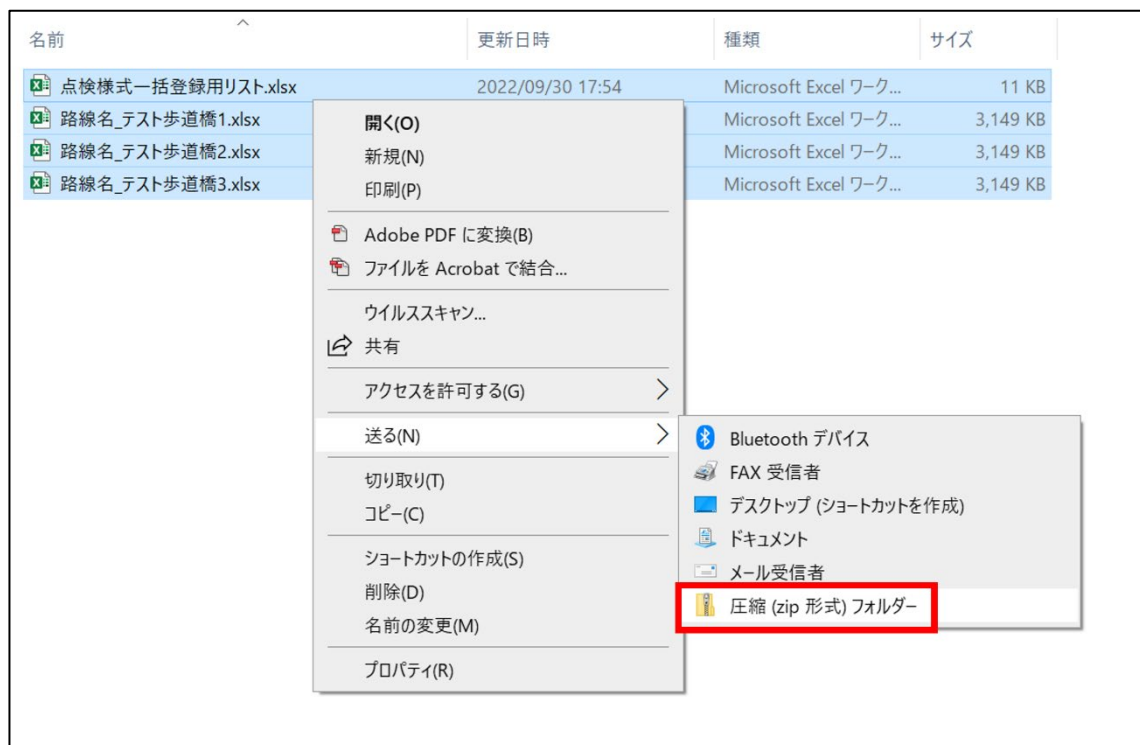 名前 更新日時 種類 サイズ
点検様式一括登録用リスト.xlsx 2022/09/30 17:54 Microsoft Excel ワーク... 11 KB
路線名_テスト歩道橋1.xlsx Microsoft Excel ワーク... 3,149 KB
路線名_テスト歩道橋2.xlsx Microsoft Excel ワーク... 3,149 KB
路線名_テスト歩道橋3.xlsx Microsoft Excel ワーク... 3,149 KB
開く(O)
新規(N)
印刷(P)
Adobe PDF に変換(B)
ファイルを Acrobat で結合...
ウイルススキャン...
共有
アクセスを許可する(G)
送る(N)
切り取り(T)
コピー(C)
ショートカットの作成(S)
削除(D)
名前の変更(M)
プロパティ(R)
Bluetooth デバイス
FAX 受信者
デスクトップ (ショートカットを作成)
ドキュメント
メール受信者
圧縮 (zip 形式) フォルダー